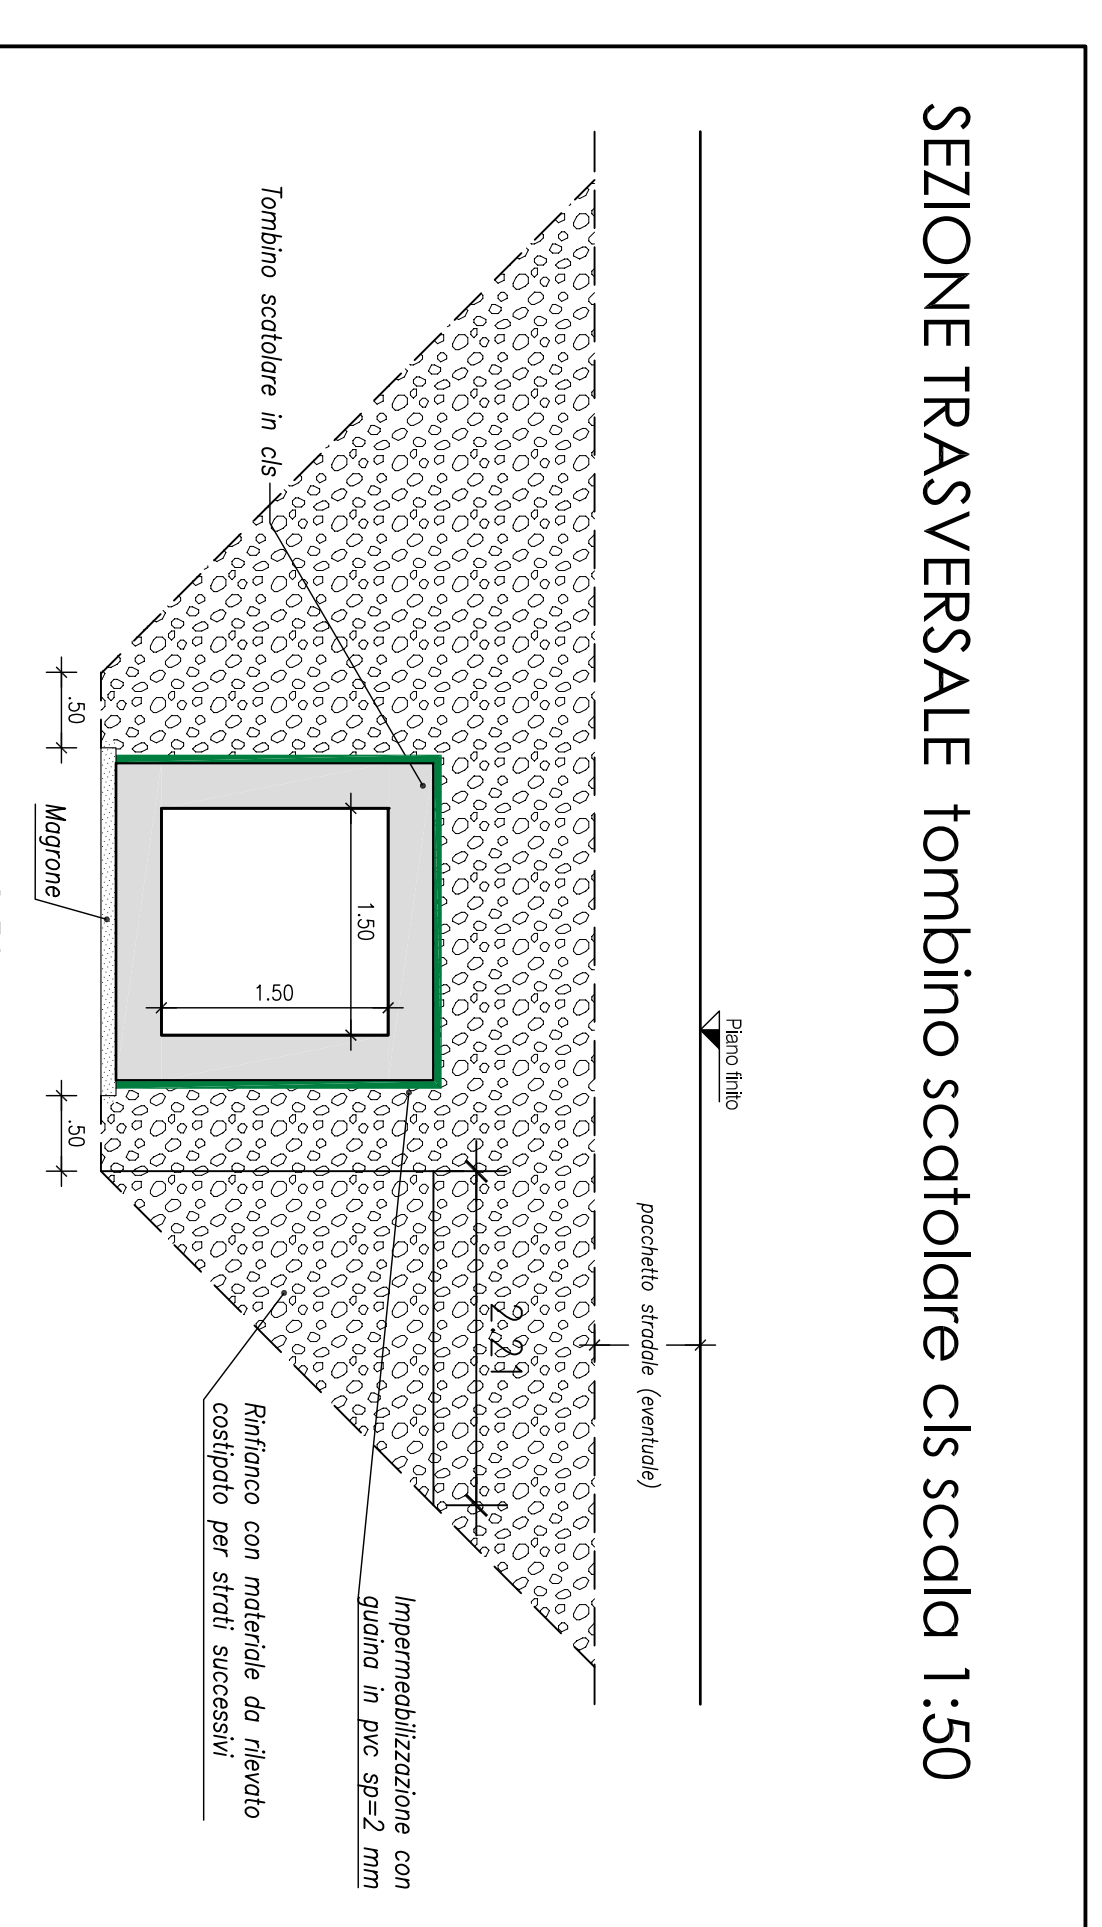 SEZIONE TRASVERSALE tombino scatolare cls scala 1:50
Piano finito
pacchetto stradale (eventuale)
2.21
Tombino scatolare in cls
1.50
1.50
Impermeabilizzazione con
guaina in pvc sp=2 mm
Rinfianco con materiale da rilevato
costipato per strati successivi
.50
.50
Magrone